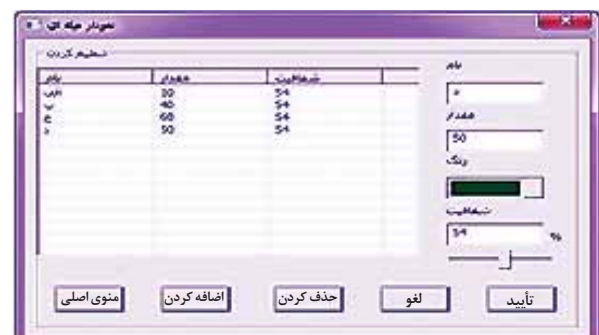 نمودار میله ای
تنظیم کردن
نام	مقدار	شفافیت
الف	30	54
ب	40	54
ج	60	54
د	50	54
نام
د
مقدار
50
رنگ
شفافیت
54 %
منوی اصلی	اضافه کردن	حذف کردن	لغو	تأیید